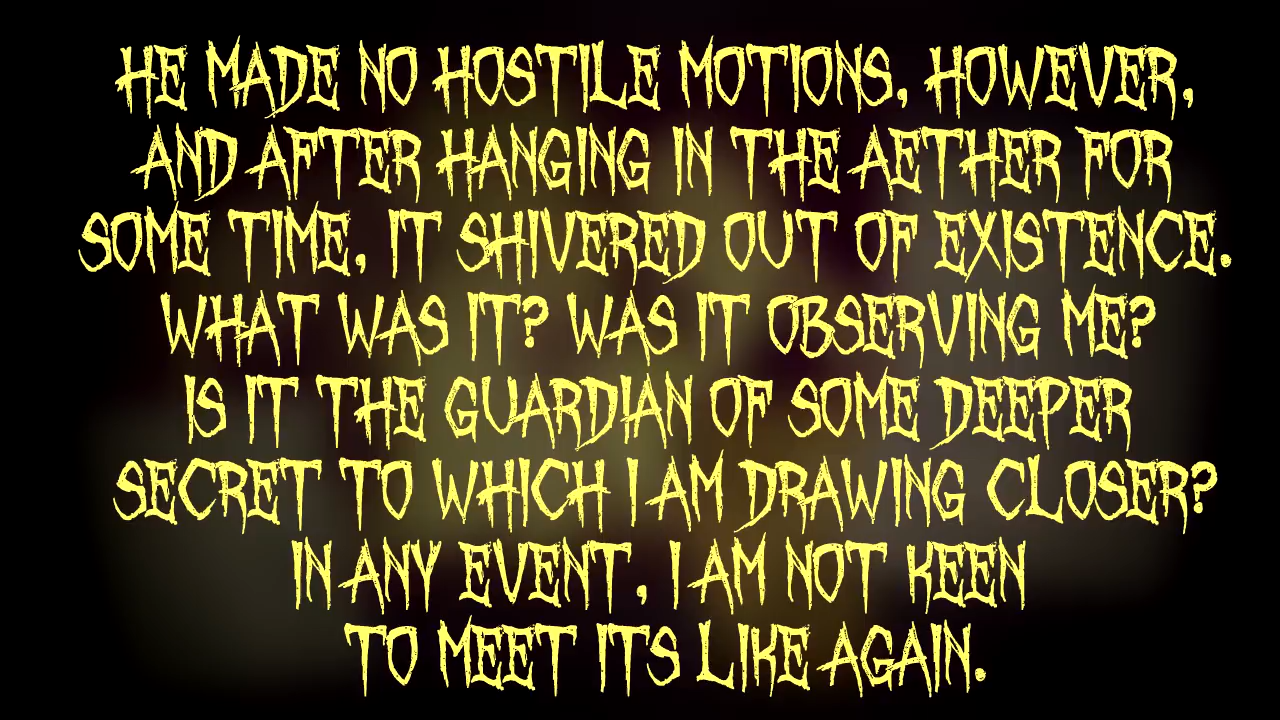 HE MADE NO HOSTILE MOTIONS, HOWEVER,
AND AFTER HANGING IN THE AETHER FOR
SOME TIME, IT SHIVERED OUT OF EXISTENCE.
WHAT WAS IT? WAS IT OBSERVING ME?
IS IT THE GUARDIAN OF SOME DEEPER
SECRET TO WHICH I AM DRAWING CLOSER?
IN ANY EVENT, I AM NOT KEEN
TO MEET IT'S LIKE AGAIN.